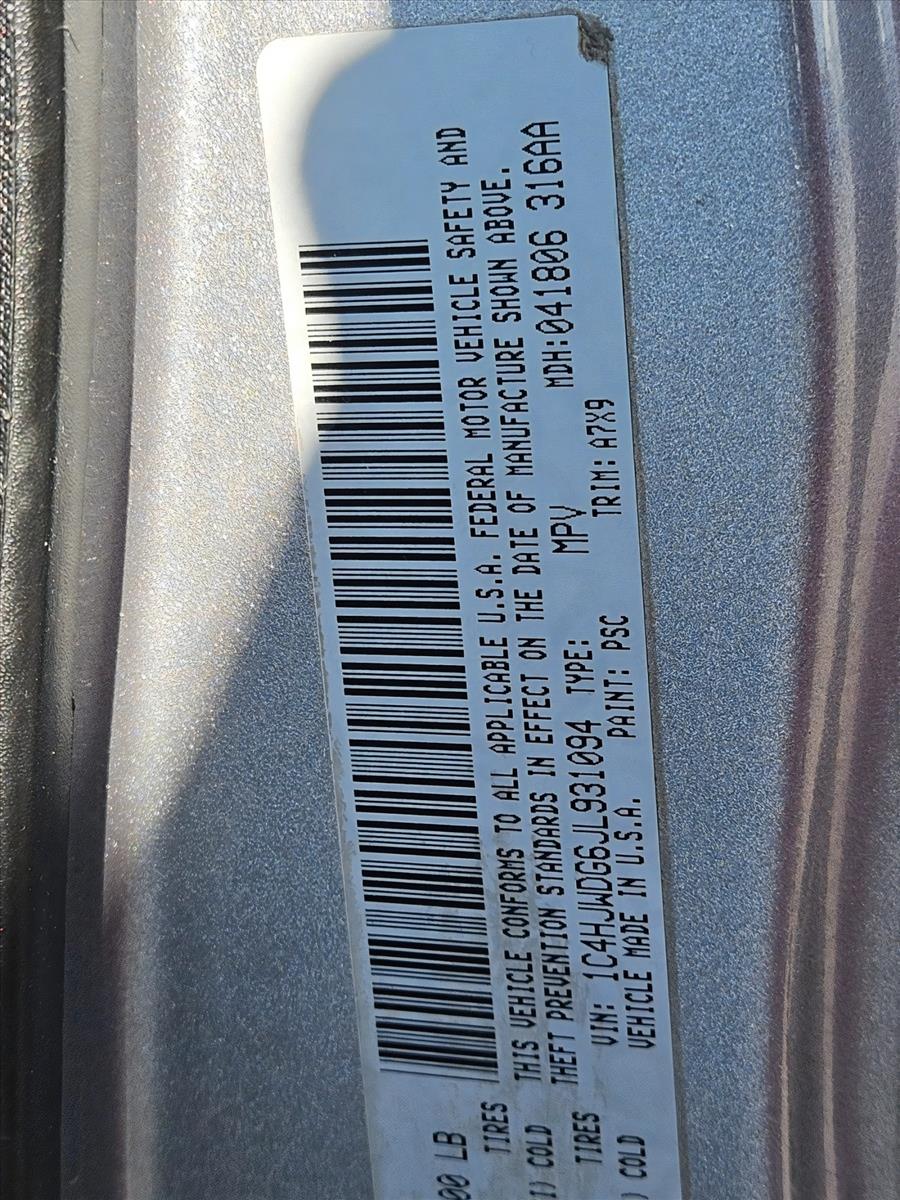 00 LB
TIRES
1) COLD
TIRES
) COLD
THIS VEHICLE CONFORMS TO ALL APPLICABLE U.S.A. FEDERAL MOTOR VEHICLE SAFETY AND
THEFT PREVENTION STANDARDS IN EFFECT ON THE DATE OF MANUFACTURE SHOWN ABOVE.
VIN: 1C4HJWDG6JL931094 TYPE: MPV MDH:041806 316AA
VEHICLE MADE IN U.S.A. PAINT: PSC TRIM: A7X9